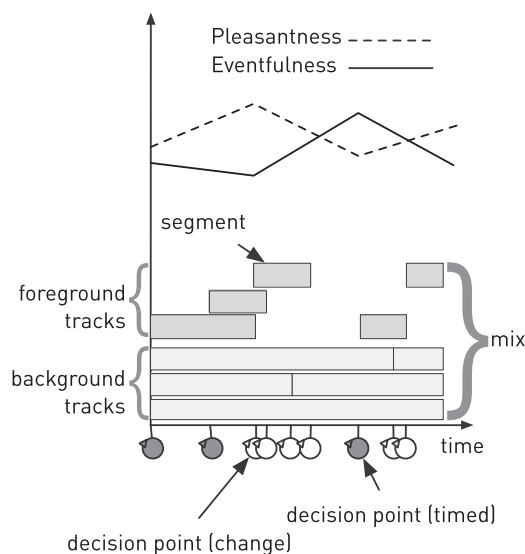 Pleasantness
Eventfulness
segment
foreground
tracks
mix
background
tracks
time
decision point (timed)
decision point (change)